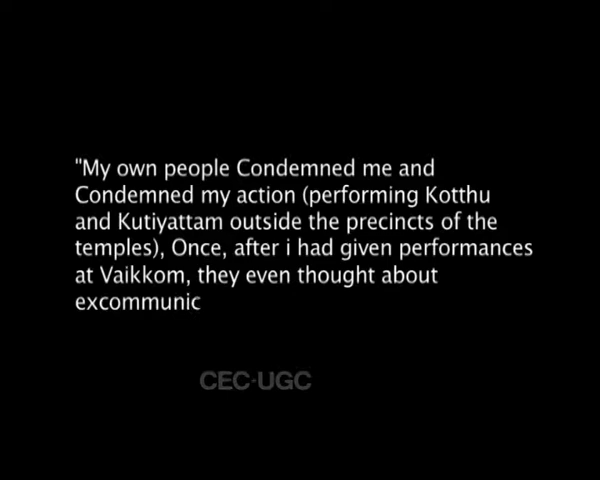 "My own people Condemned me and
Condemned my action (performing Kotthu
and Kutiyattam outside the precincts of the
temples), Once, after i had given performances
at Vaikkom, they even thought about
excommunic
CEC-UGC